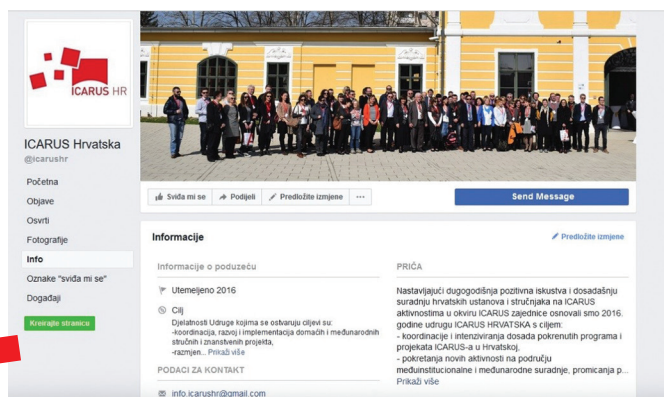 ICARUS HR
ICARUS Hrvatska
@icarushr
Početna
Objave
Osvrti
Fotografije
Info
Oznake "sviđa mi se"
Događaji
Kreirajte stranicu
Sviđa mi se
Podijeli
Predložite izmjene
Send Message
Informacije
Predložite izmjene
Informacije o poduzeću
Utemeljeno 2016
Cilj
Djelatnosti Udruge kojima se ostvaruju ciljevi su:
-koordinacija, razvoj i implementacija domaćih i međunarodnih
stručnih i znanstvenih projekta,
-razmjen... Prikaži više
PODACI ZA KONTAKT
info.icarushr@gmail.com
PRIČA
Nastavljajući dugogodišnja pozitivna iskustva i dosadašnju
suradnju hrvatskih ustanova i stručnjaka na ICARUS
aktivnostima u okviru ICARUS zajednice osnovali smo 2016.
godine udrugu ICARUS HRVATSKA s ciljem:
- koordinacije i intenziviranja dosada pokrenutih programa i
projekata ICARUS-a u Hrvatskoj,
- pokretanja novih aktivnosti na području
međuinstitucionalne i međunarodne suradnje, promicanja p...
Prikaži više